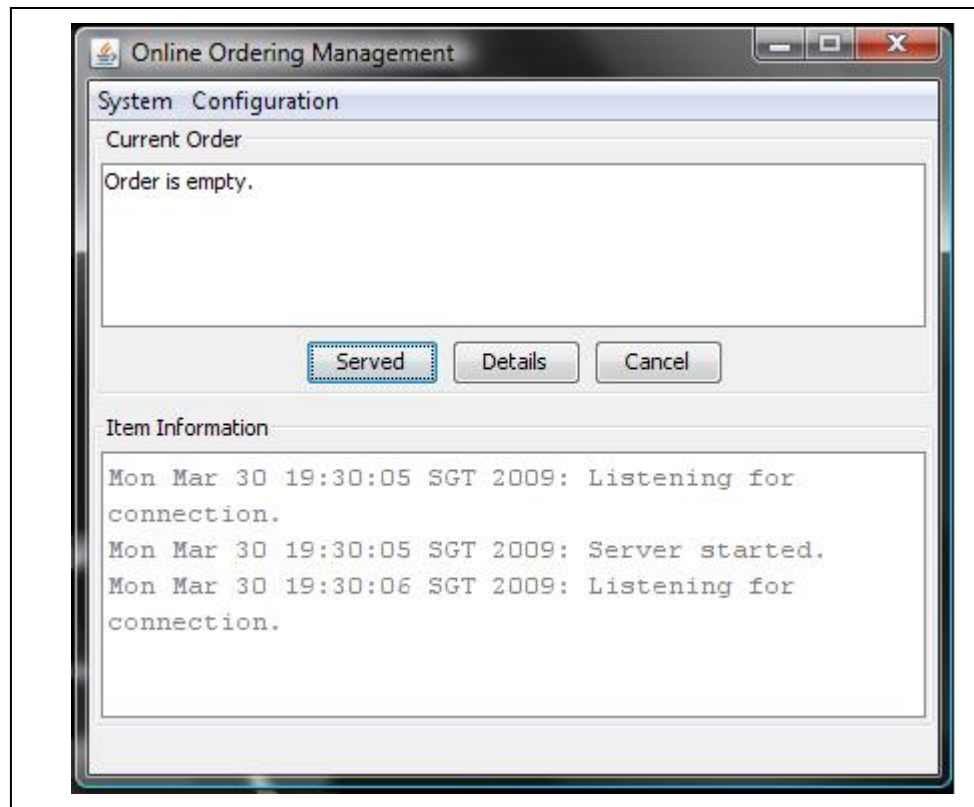 Online Ordering Management
System Configuration
Current Order
Order is empty.
Served Details Cancel
Item Information
Mon Mar 30 19:30:05 SGT 2009: Listening for
connection.
Mon Mar 30 19:30:05 SGT 2009: Server started.
Mon Mar 30 19:30:06 SGT 2009: Listening for
connection.